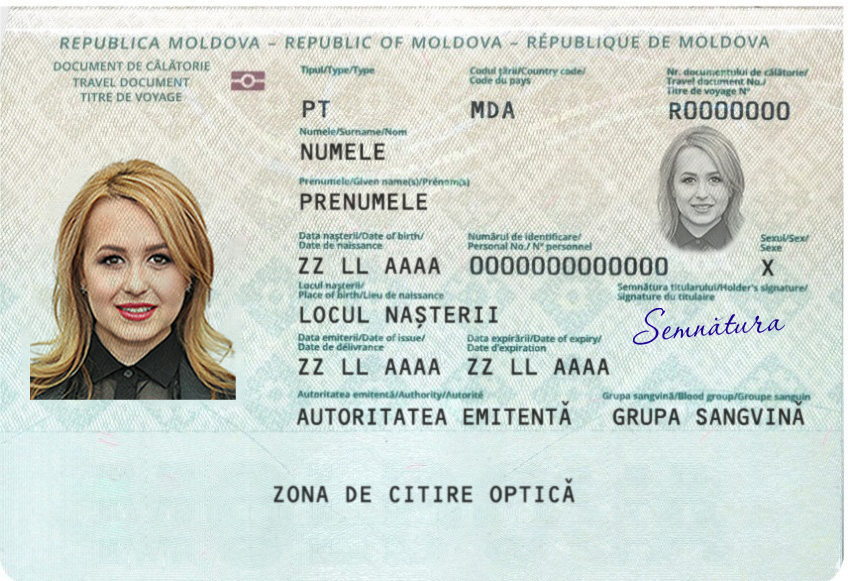 REPUBLICA MOLDOVA – REPUBLIC OF MOLDOVA – RÉPUBLIQUE DE MOLDOVA
DOCUMENT DE CĂLĂTORIE
TRAVEL DOCUMENT
TITRE DE VOYAGE
Tipul/Type/Type
PT
Codul țării/Country code/
Code du pays
MDA
Nr. documentului de călătorie/
Travel document No./
Titre de voyage N°
R0000000
Numele/Surname/Nom
NUMELE
Prenumele/Given name(s)/Prénom(s)
PRENUMELE
Data nașterii/Date of birth/
Date de naissance
ZZ LL AAAA
Numărul de identificare/
Personal No./ N° personnel
0000000000000
Sexul/Sex/
Sexe
X
Locul nașterii/
Place of birth/Lieu de naissance
LOCUL NAȘTERII
Semnătura titularului/Holder's signature/
Signature du titulaire
Semnătura
Data emiterii/Date of issue/
Date de délivrance
ZZ LL AAAA
Data expirării/Date of expiry/
Date d'expiration
ZZ LL AAAA
Autoritatea emitentă/Authority/Autorité
AUTORITATEA EMITENTĂ
Grupa sangvină/Blood group/Groupe sanguin
GRUPA SANGVINĂ
ZONA DE CITIRE OPTICĂ